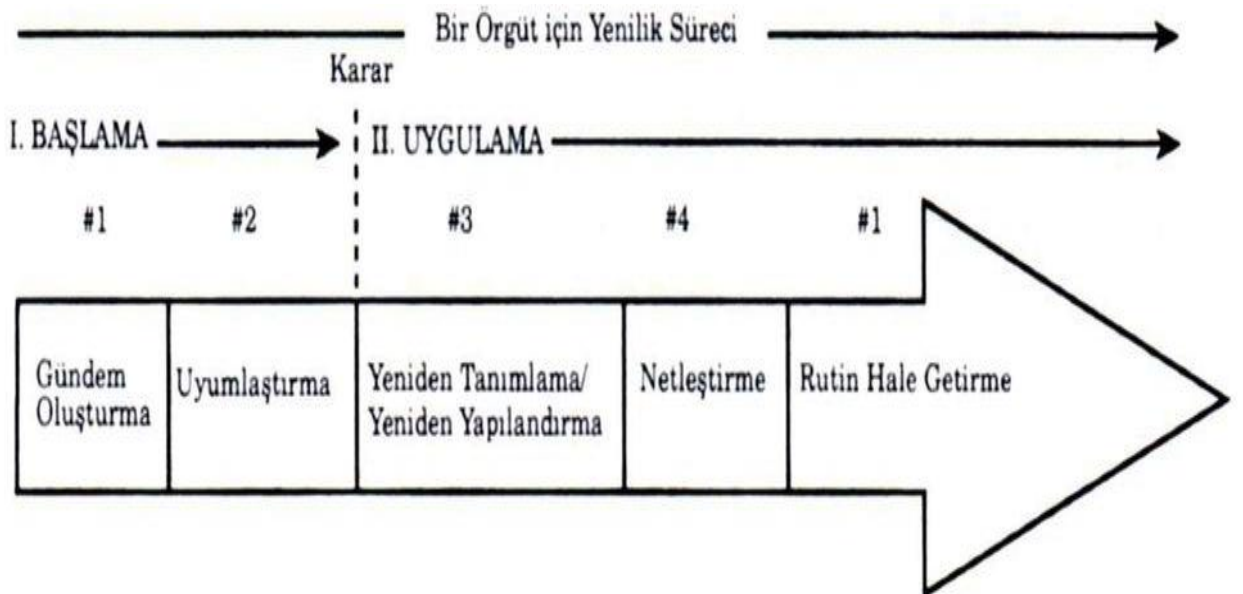 Bir Örgüt için Yenilik Süreci
Karar
I. BAŞLAMA
II. UYGULAMA
#1
#2
#3
#4
#1
Gündem
Oluşturma
Uyumlaştırma
Yeniden Tanımlama/
Yeniden Yapılandırma
Netleştirme
Rutin Hale Getirme